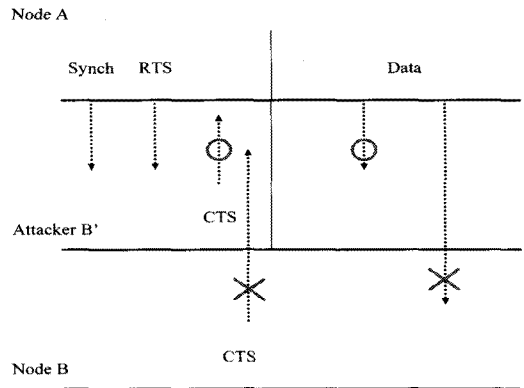 Node A
Synch RTS Data
CTS
Attacker B'
CTS
Node B